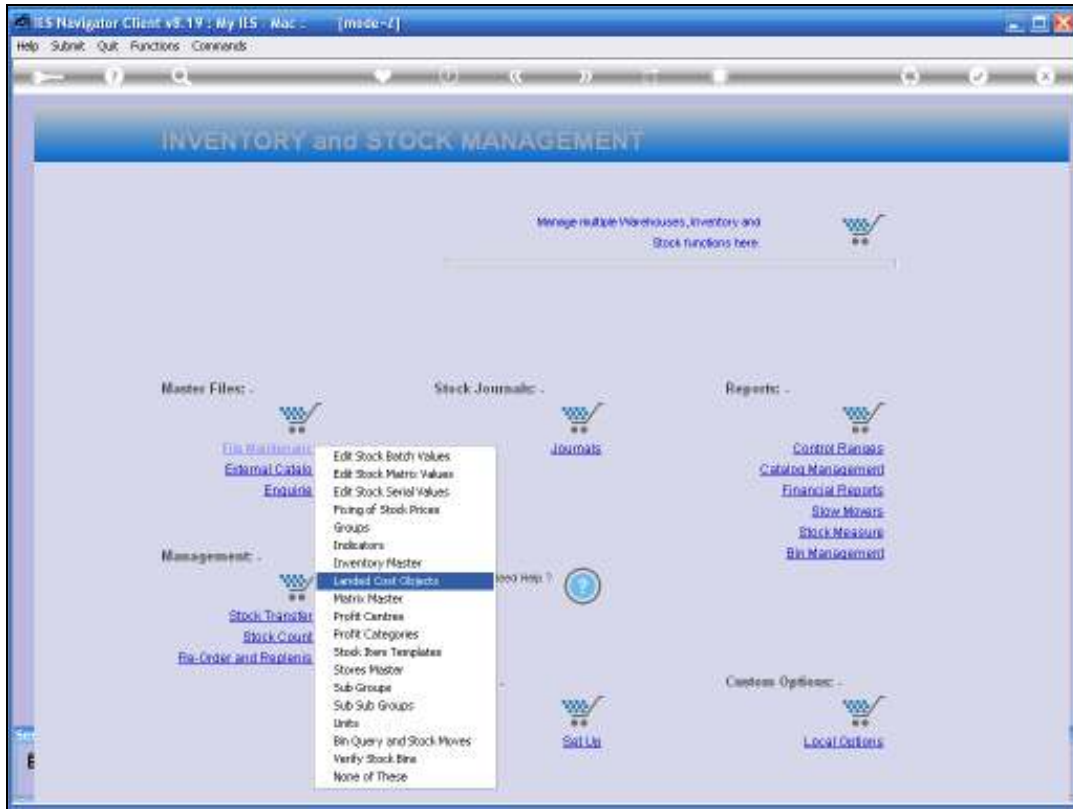 IES Navigator Client v8.19 : My IES - Mac - [mode-2]
Help Submit Quit Functions Commands
INVENTORY and STOCK MANAGEMENT
Manage multiple Warehouses, Inventory and
Stock functions here.
Master Files: -
Stock Journals: -
Reports: -
Edit Stock Batch Values
Edit Stock Matrix Values
Edit Stock Serial Values
Fixing of Stock Prices
Groups
Indicators
Inventory Master
Landed Cost Objects
Matrix Master
Profit Centres
Profit Categories
Stock Item Templates
Stores Master
Sub Groups
Sub Sub Groups
Units
Bin Query and Stock Moves
Verify Stock Bins
None of These
External Catalo
Enquirie
Journals
Control Ranges
Catalog Management
Financial Reports
Slow Movers
Stock Measure
Bin Management
Management: -
Help ?
Stock Transfer
Stock Count
Re-Order and Replenis
Custom Options: -
Set Up
Local Options